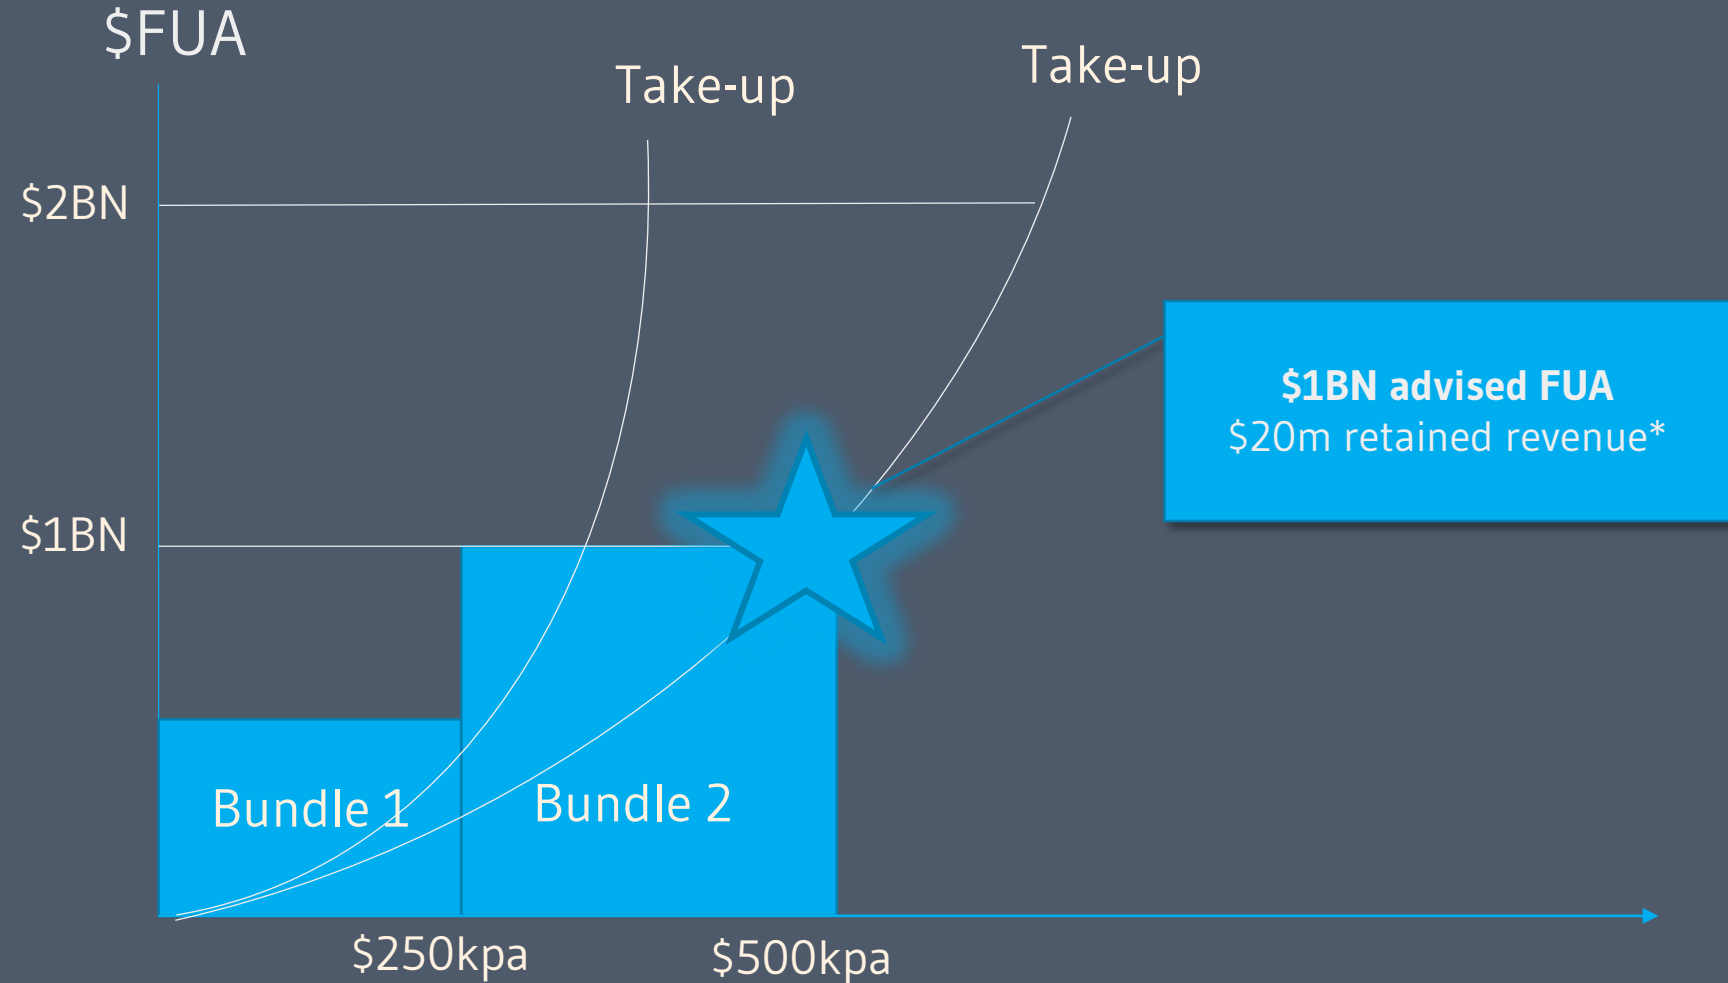 $FUA
Take-up
Take-up
$2BN
$1BN advised FUA
$20m retained revenue*
$1BN
Bundle 1
Bundle 2
$250kpa
$500kpa